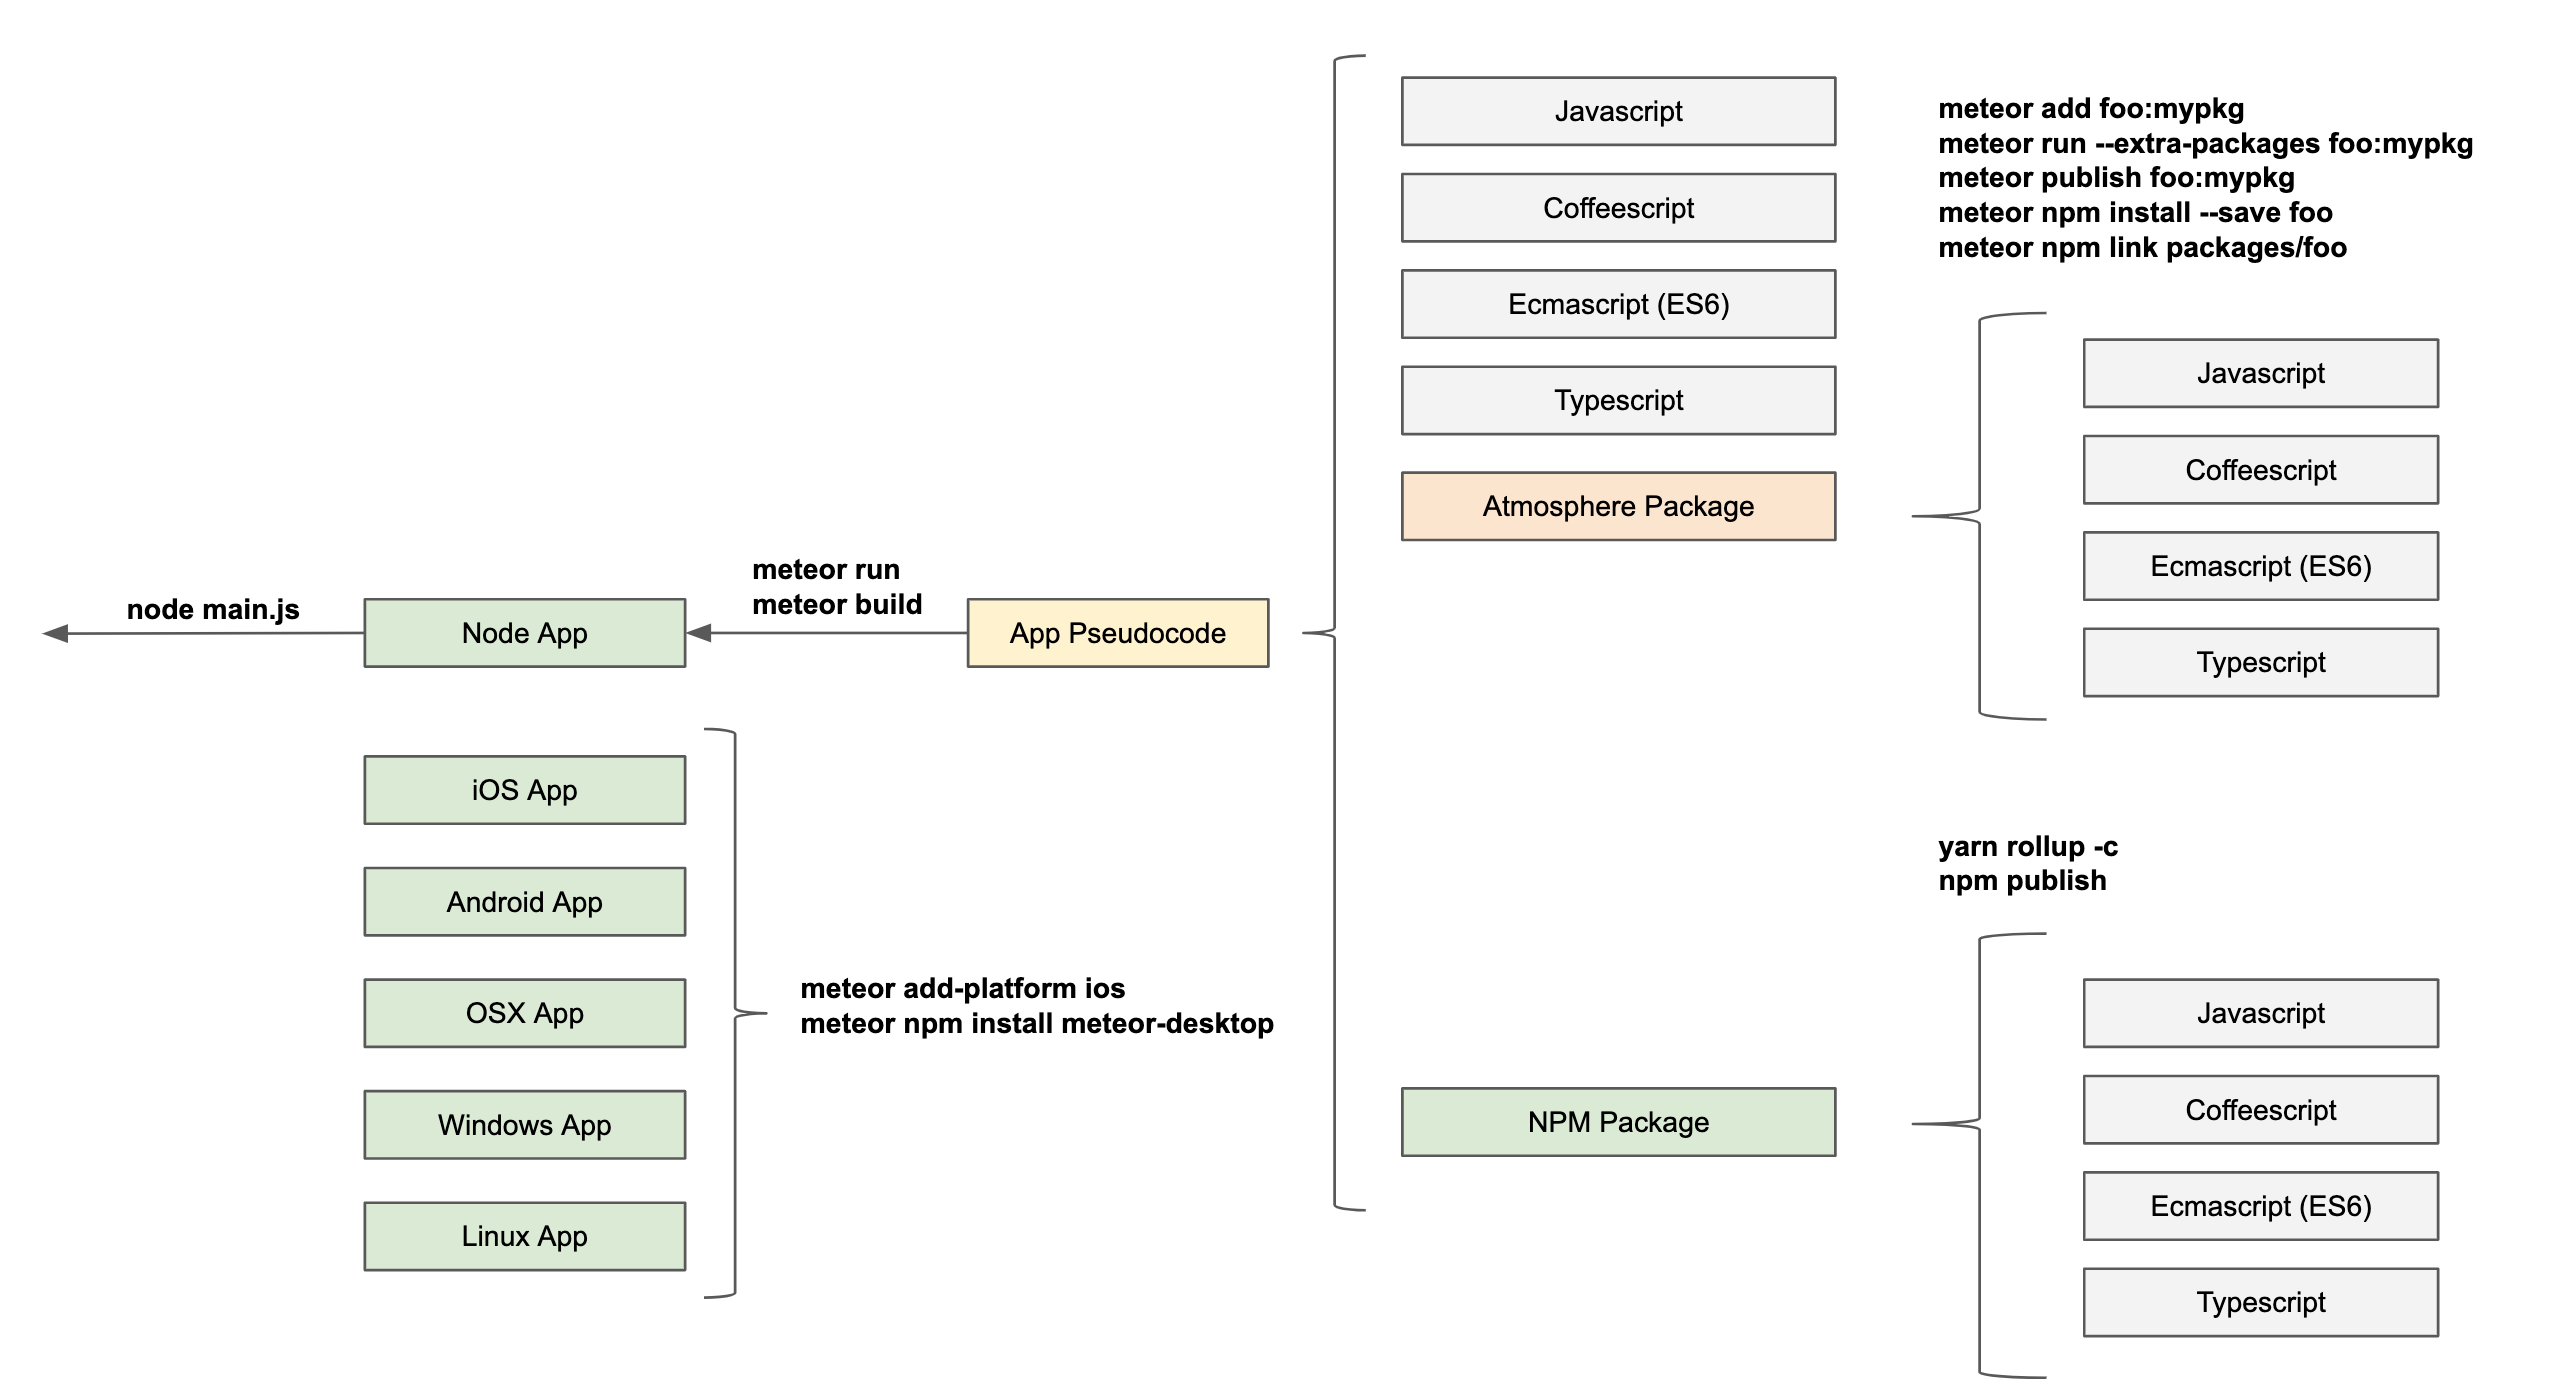 node main.js
Node App
meteor run
meteor build
App Pseudocode
iOS App
Android App
OSX App
Windows App
Linux App
meteor add-platform ios
meteor npm install meteor-desktop
Javascript
Coffeescript
Ecmascript (ES6)
Typescript
Atmosphere Package
NPM Package
meteor add foo:mypkg
meteor run --extra-packages foo:mypkg
meteor publish foo:mypkg
meteor npm install --save foo
meteor npm link packages/foo
Javascript
Coffeescript
Ecmascript (ES6)
Typescript
yarn rollup -c
npm publish
Javascript
Coffeescript
Ecmascript (ES6)
Typescript